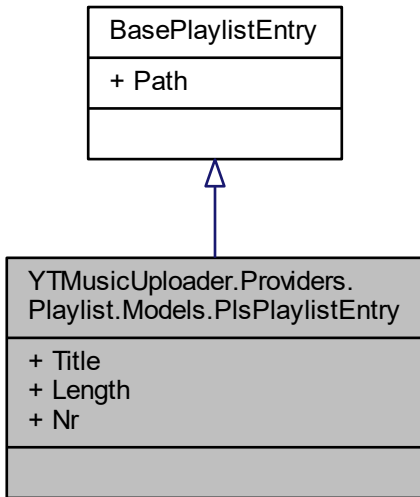 BasePlaylistEntry
+ Path
YTMusicUploader.Providers.
Playlist.Models.PlsPlaylistEntry
+ Title
+ Length
+ Nr